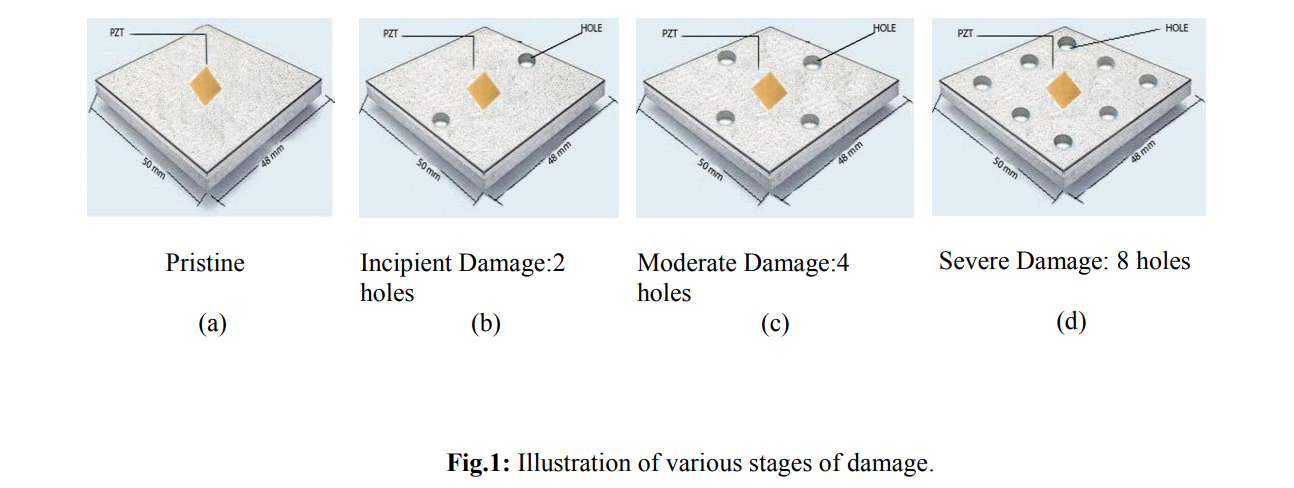 PZT
50 mm
48 mm
PZT
HOLE
50 mm
48 mm
PZT
HOLE
50 mm
48 mm
PZT
HOLE
50 mm
48 mm
Pristine
(a)
Incipient Damage:2
holes
(b)
Moderate Damage:4
holes
(c)
Severe Damage: 8 holes
(d)
Fig.1: Illustration of various stages of damage.